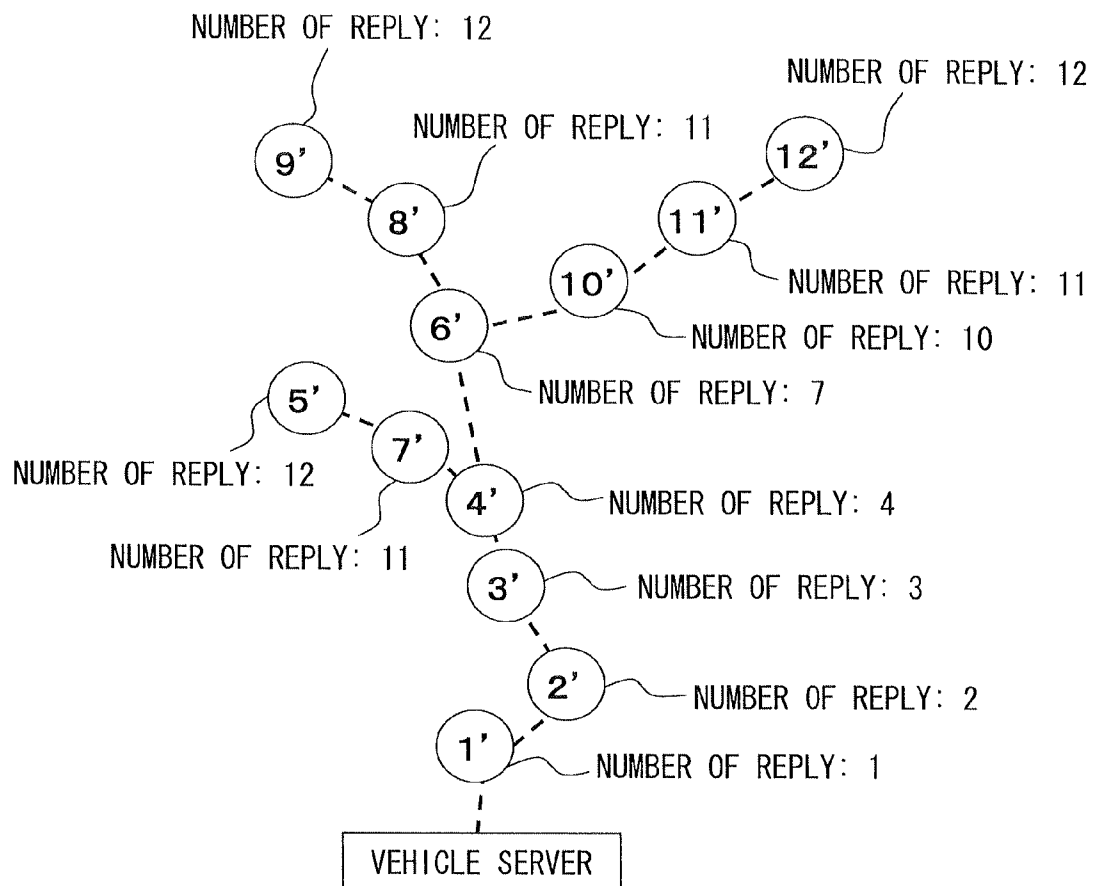 NUMBER OF REPLY: 12
NUMBER OF REPLY: 12
NUMBER OF REPLY: 11
9'
12'
8'
11'
10'
NUMBER OF REPLY: 11
6'
NUMBER OF REPLY: 10
5'
NUMBER OF REPLY: 7
7'
NUMBER OF REPLY: 12
4'
NUMBER OF REPLY: 4
NUMBER OF REPLY: 11
3'
NUMBER OF REPLY: 3
2'
NUMBER OF REPLY: 2
1'
NUMBER OF REPLY: 1
VEHICLE SERVER